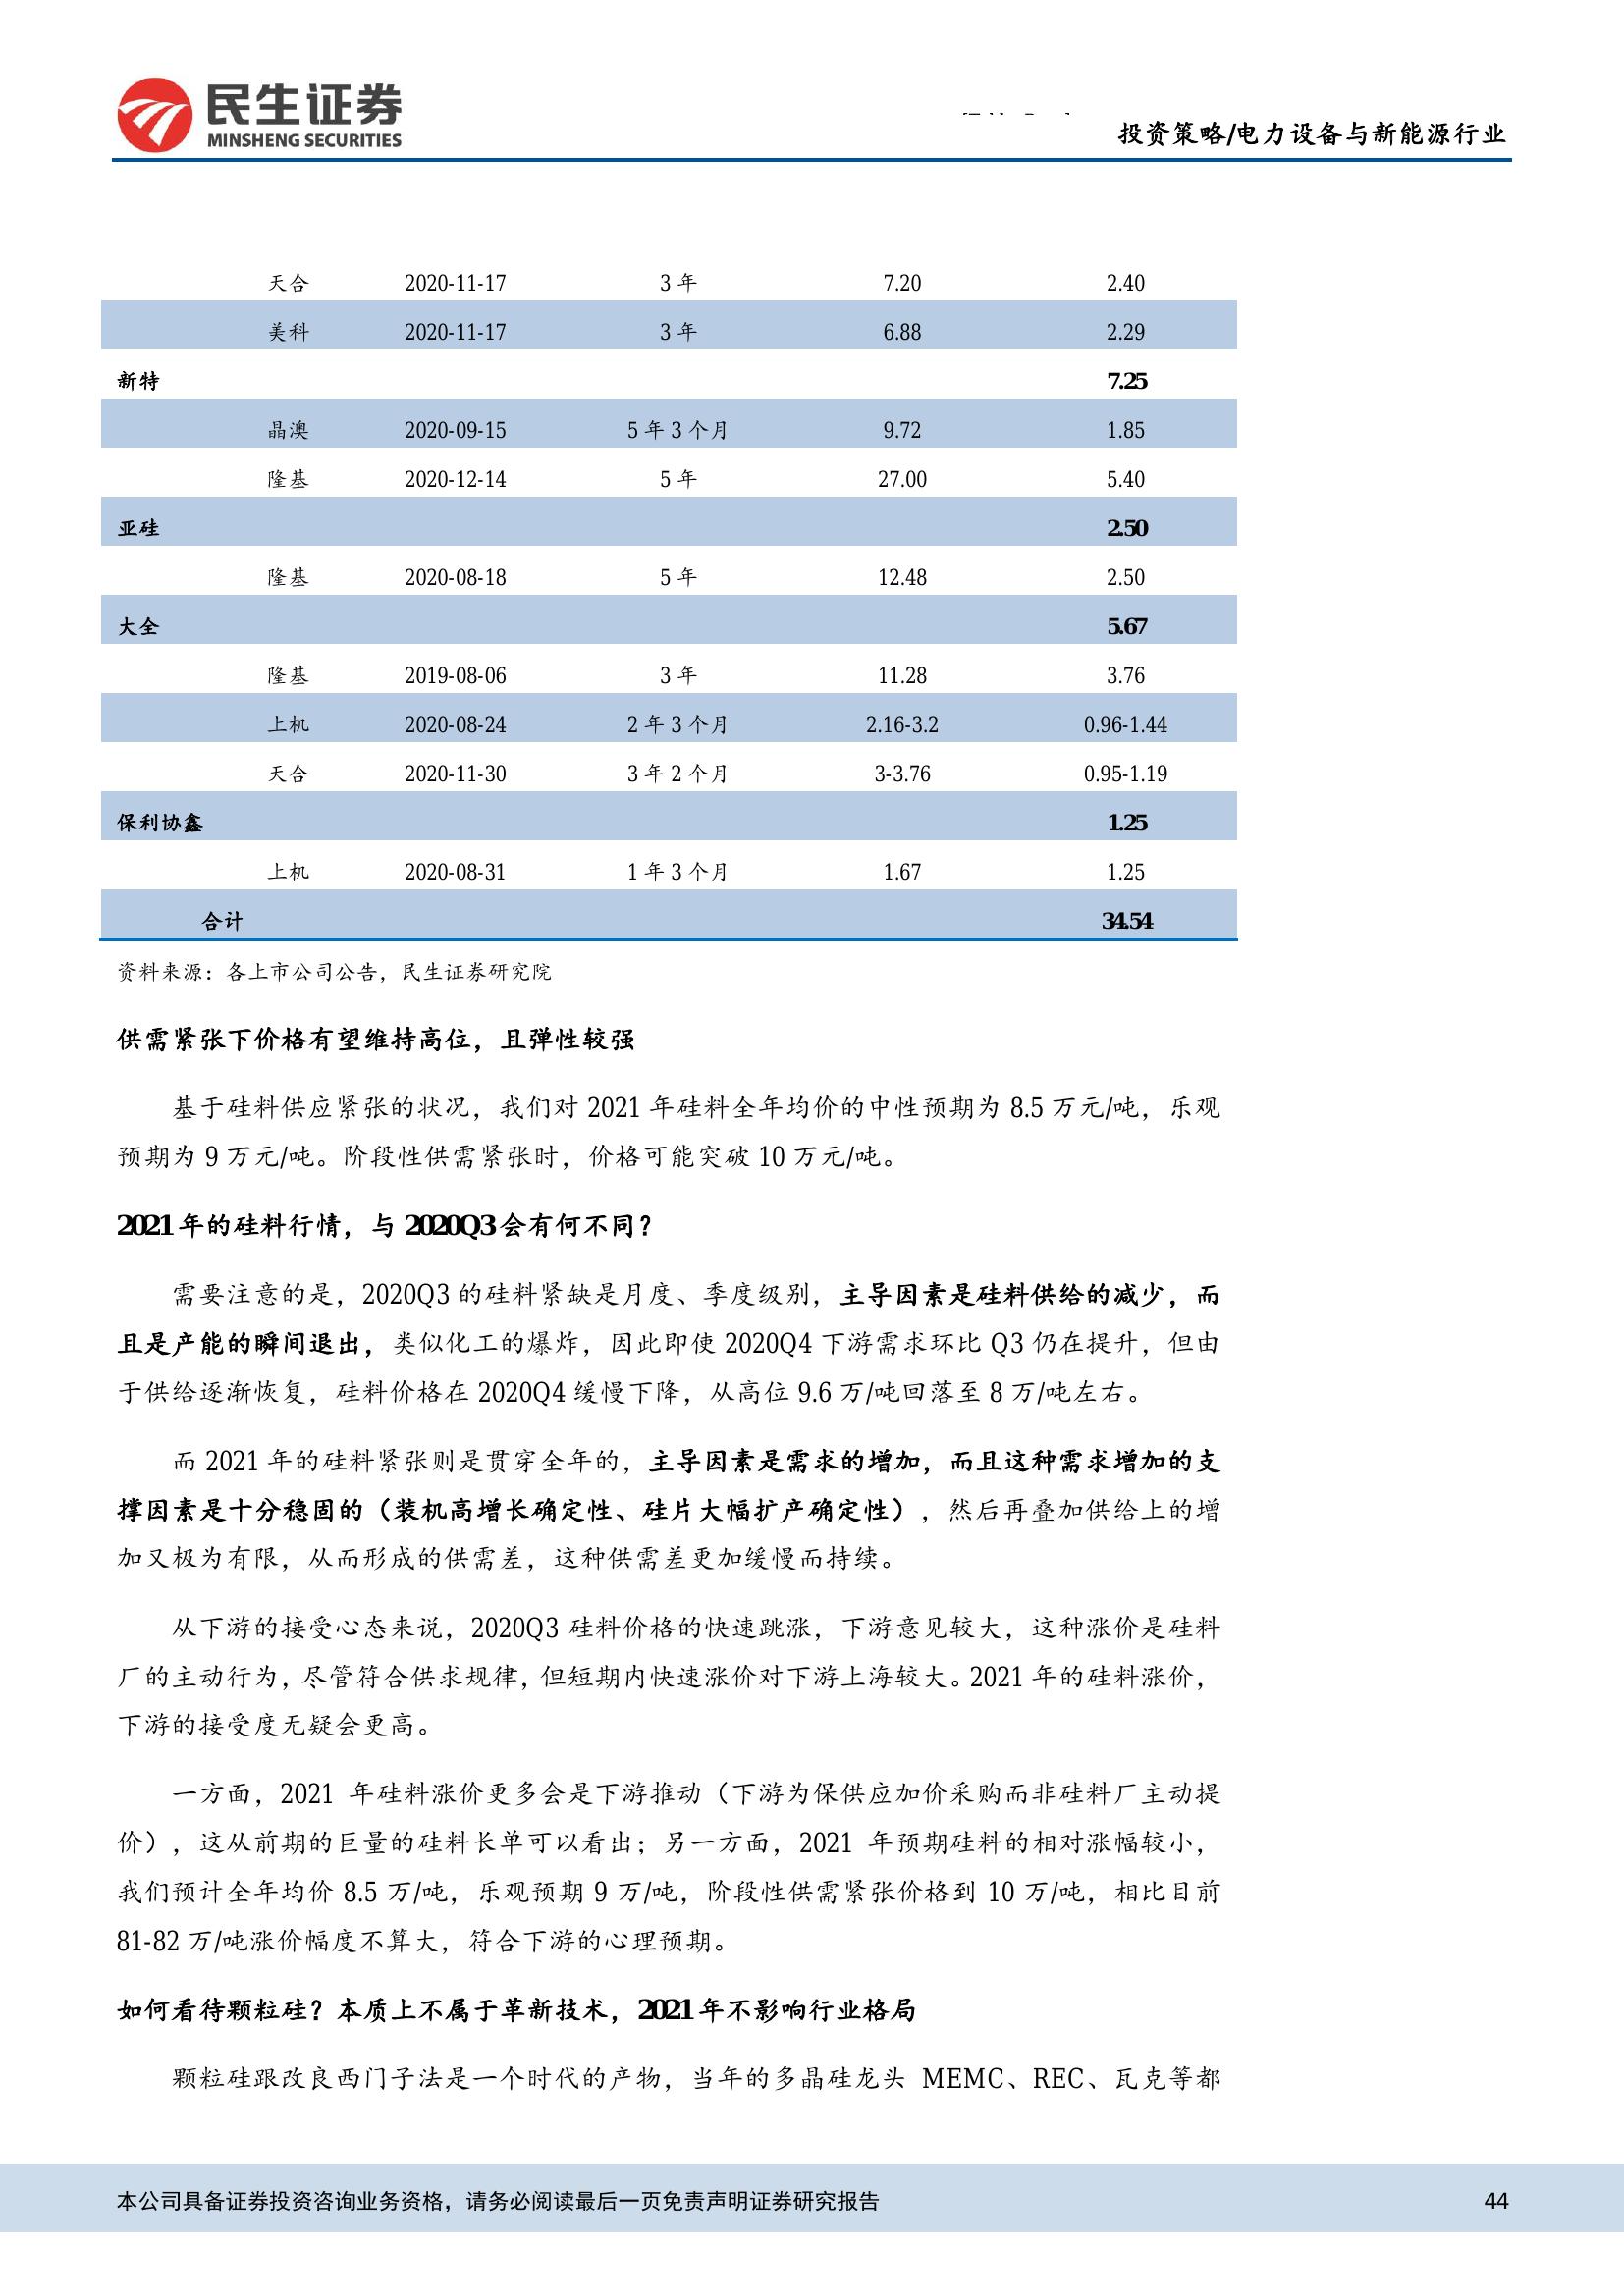 民生证券
MINSHENG SECURITIES
投资策略/电力设备与新能源行业
天合 2020-11-17 3 年 7.20 2.40
美科 2020-11-17 3 年 6.88 2.29
新特 7.25
晶澳 2020-09-15 5 年 3 个月 9.72 1.85
隆基 2020-12-14 5 年 27.00 5.40
亚硅 2.50
隆基 2020-08-18 5 年 12.48 2.50
大全 5.67
隆基 2019-08-06 3 年 11.28 3.76
上机 2020-08-24 2 年 3 个月 2.16-3.2 0.96-1.44
天合 2020-11-30 3 年 2 个月 3-3.76 0.95-1.19
保利协鑫 1.25
上机 2020-08-31 1 年 3 个月 1.67 1.25
合计 34.54
资料来源：各上市公司公告，民生证券研究院
供需紧张下价格有望维持高位，且弹性较强
基于硅料供应紧张的状况，我们对 2021 年硅料全年均价的中性预期为 8.5 万元/吨，乐观
预期为 9 万元/吨。阶段性供需紧张时，价格可能突破 10 万元/吨。
2021 年的硅料行情，与 2020Q3 会有何不同？
需要注意的是，2020Q3 的硅料紧缺是月度、季度级别，主导因素是硅料供给的减少，而
且是产能的瞬间退出，类似化工的爆炸，因此即使 2020Q4 下游需求环比 Q3 仍在提升，但由
于供给逐渐恢复，硅料价格在 2020Q4 缓慢下降，从高位 9.6 万/吨回落至 8 万/吨左右。
而 2021 年的硅料紧张则是贯穿全年的，主导因素是需求的增加，而且这种需求增加的支
撑因素是十分稳固的（装机高增长确定性、硅片大幅扩产确定性），然后再叠加供给上的增
加又极为有限，从而形成的供需差，这种供需差更加缓慢而持续。
从下游的接受心态来说，2020Q3 硅料价格的快速跳涨，下游意见较大，这种涨价是硅料
厂的主动行为，尽管符合供求规律，但短期内快速涨价对下游上海较大。2021 年的硅料涨价，
下游的接受度无疑会更高。
一方面，2021 年硅料涨价更多会是下游推动（下游为保供应加价采购而非硅料厂主动提
价），这从前期的巨量的硅料长单可以看出；另一方面，2021 年预期硅料的相对涨幅较小，
我们预计全年均价 8.5 万/吨，乐观预期 9 万/吨，阶段性供需紧张价格到 10 万/吨，相比目前
81-82 万/吨涨价幅度不算大，符合下游的心理预期。
如何看待颗粒硅？本质上不属于革新技术，2021 年不影响行业格局
颗粒硅跟改良西门子法是一个时代的产物，当年的多晶硅龙头 MEMC、REC、瓦克等都
本公司具备证券投资咨询业务资格，请务必阅读最后一页免责声明证券研究报告 44